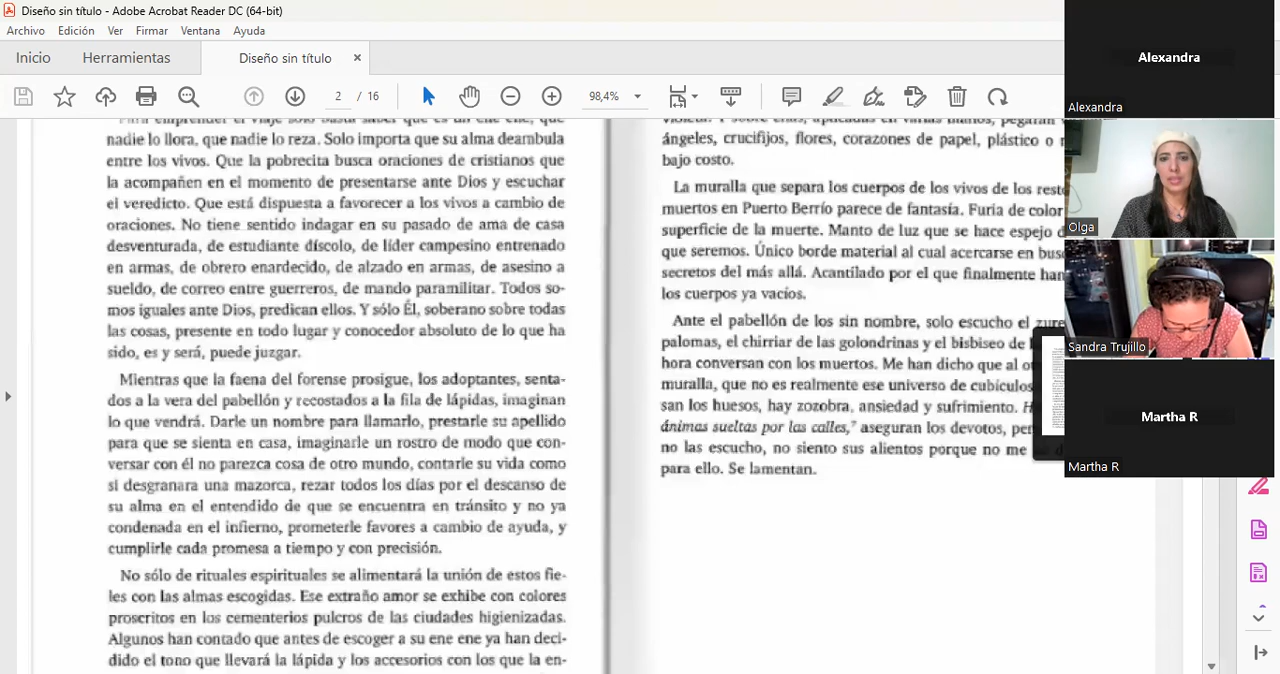 Diseño sin título - Adobe Acrobat Reader DC (64-bit)
Archivo Edición Ver Firmar Ventana Ayuda
Inicio Herramientas Diseño sin título ×
2 / 16 98,4%
Para emprender el viaje sólo basta saber que es un ene ene, que
nadie lo llora, que nadie lo reza. Solo importa que su alma deambula
entre los vivos. Que la pobrecita busca oraciones de cristianos que
la acompañen en el momento de presentarse ante Dios y escuchar
el veredicto. Que está dispuesta a favorecer a los vivos a cambio de
oraciones. No tiene sentido indagar en su pasado de ama de casa
desventurada, de estudiante díscolo, de líder campesino entrenado
en armas, de obrero enardecido, de alzado en armas, de asesino a
sueldo, de correo entre guerreros, de mando paramilitar. Todos so-
mos iguales ante Dios, predican ellos. Y sólo Él, soberano sobre todas
las cosas, presente en todo lugar y conocedor absoluto de lo que ha
sido, es y será, puede juzgar.
Mientras que la faena del forense prosigue, los adoptantes, senta-
dos a la vera del pabellón y recostados a la fila de lápidas, imaginan
lo que vendrá. Darle un nombre para llamarlo, prestarle su apellido
para que se sienta en casa, imaginarle un rostro de modo que con-
versar con él no parezca cosa de otro mundo, contarle su vida como
si desgranara una mazorca, rezar todos los días por el descanso de
su alma en el entendido de que se encuentra en tránsito y no ya
condenada en el infierno, prometerle favores a cambio de ayuda, y
cumplirle cada promesa a tiempo y con precisión.
No sólo de rituales espirituales se alimentará la unión de estos fie-
les con las almas escogidas. Ese extraño amor se exhibe con colores
proscritos en los cementerios pulcros de las ciudades higienizadas.
Algunos han contado que antes de escoger a su ene ene ya han deci-
dido el tono que llevará la lápida y los accesorios con los que la en-
ángeles, crucifijos, flores, corazones de papel, plástico o
bajo costo.
La muralla que separa los cuerpos de los vivos de los rest
muertos en Puerto Berrío parece de fantasía. Furia de color
superficie de la muerte. Manto de luz que se hace espejo d
que seremos. Único borde material al cual acercarse en bus
secretos del más allá. Acantilado por el que finalmente han
los cuerpos ya vacíos.
Ante el pabellón de los sin nombre, solo escucho el zure
palomas, el chirriar de las golondrinas y el bisbiseo de
hora conversan con los muertos. Me han dicho que al o
muralla, que no es realmente ese universo de cubículos
san los huesos, hay zozobra, ansiedad y sufrimiento. H
ánimas sueltas por las calles," aseguran los devotos, per
no las escucho, no siento sus alientos porque no me
para ello. Se lamentan.
Alexandra
Alexandra
Olga
Sandra Trujillo
Martha R
Martha R